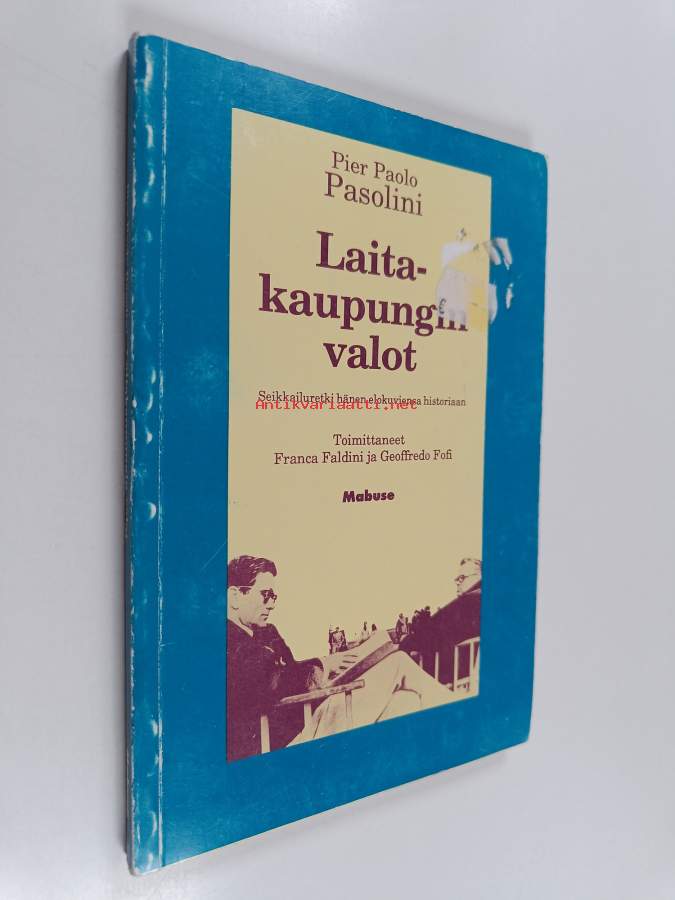 Pier Paolo
Pasolini
Laita-
kaupungin
valot
€
Seikkailuretki hänen elokuviensa historiaan
Antikvariaatti.net
Toimittaneet
Franca Faldini ja Geoffredo Fofi
Mabuse